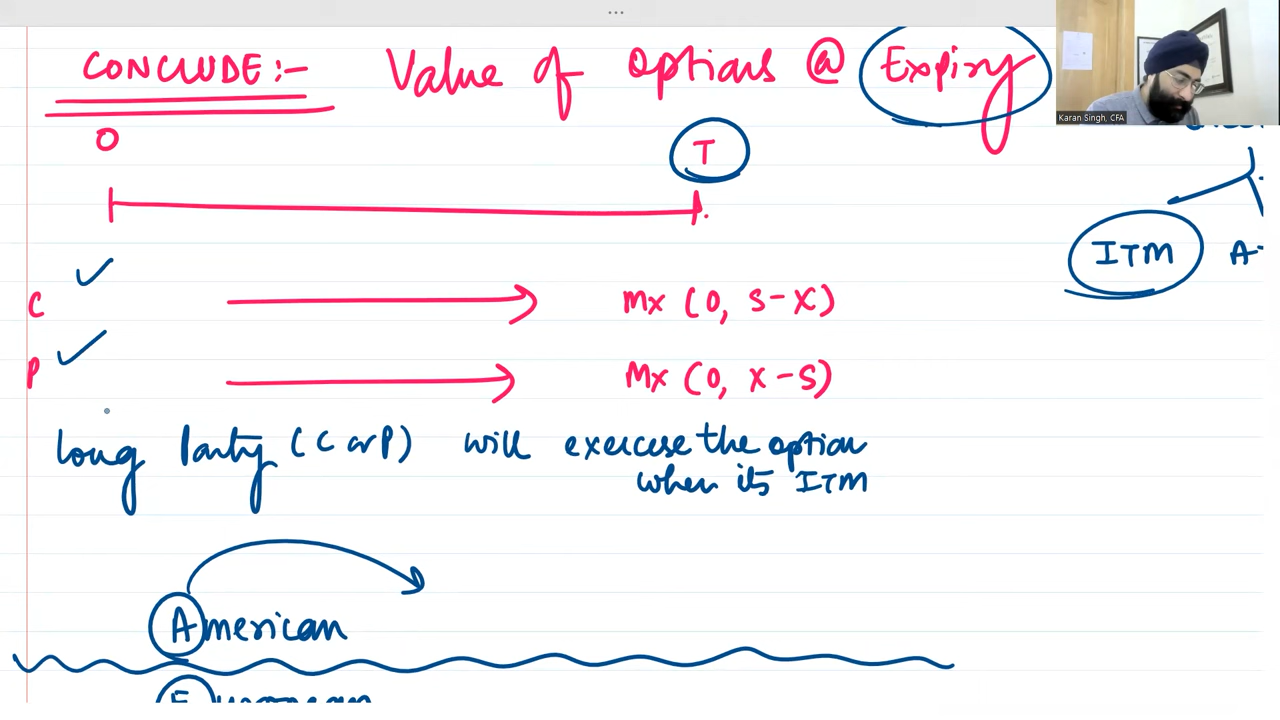 CONCLUDE:- Value of options @ Expiry
Karan Singh, CFA
O T
ITM A-
C Mx (0, S-X)
P Mx (0, X-S)
long Party (C or P) will exercise the option
when its ITM
American
European